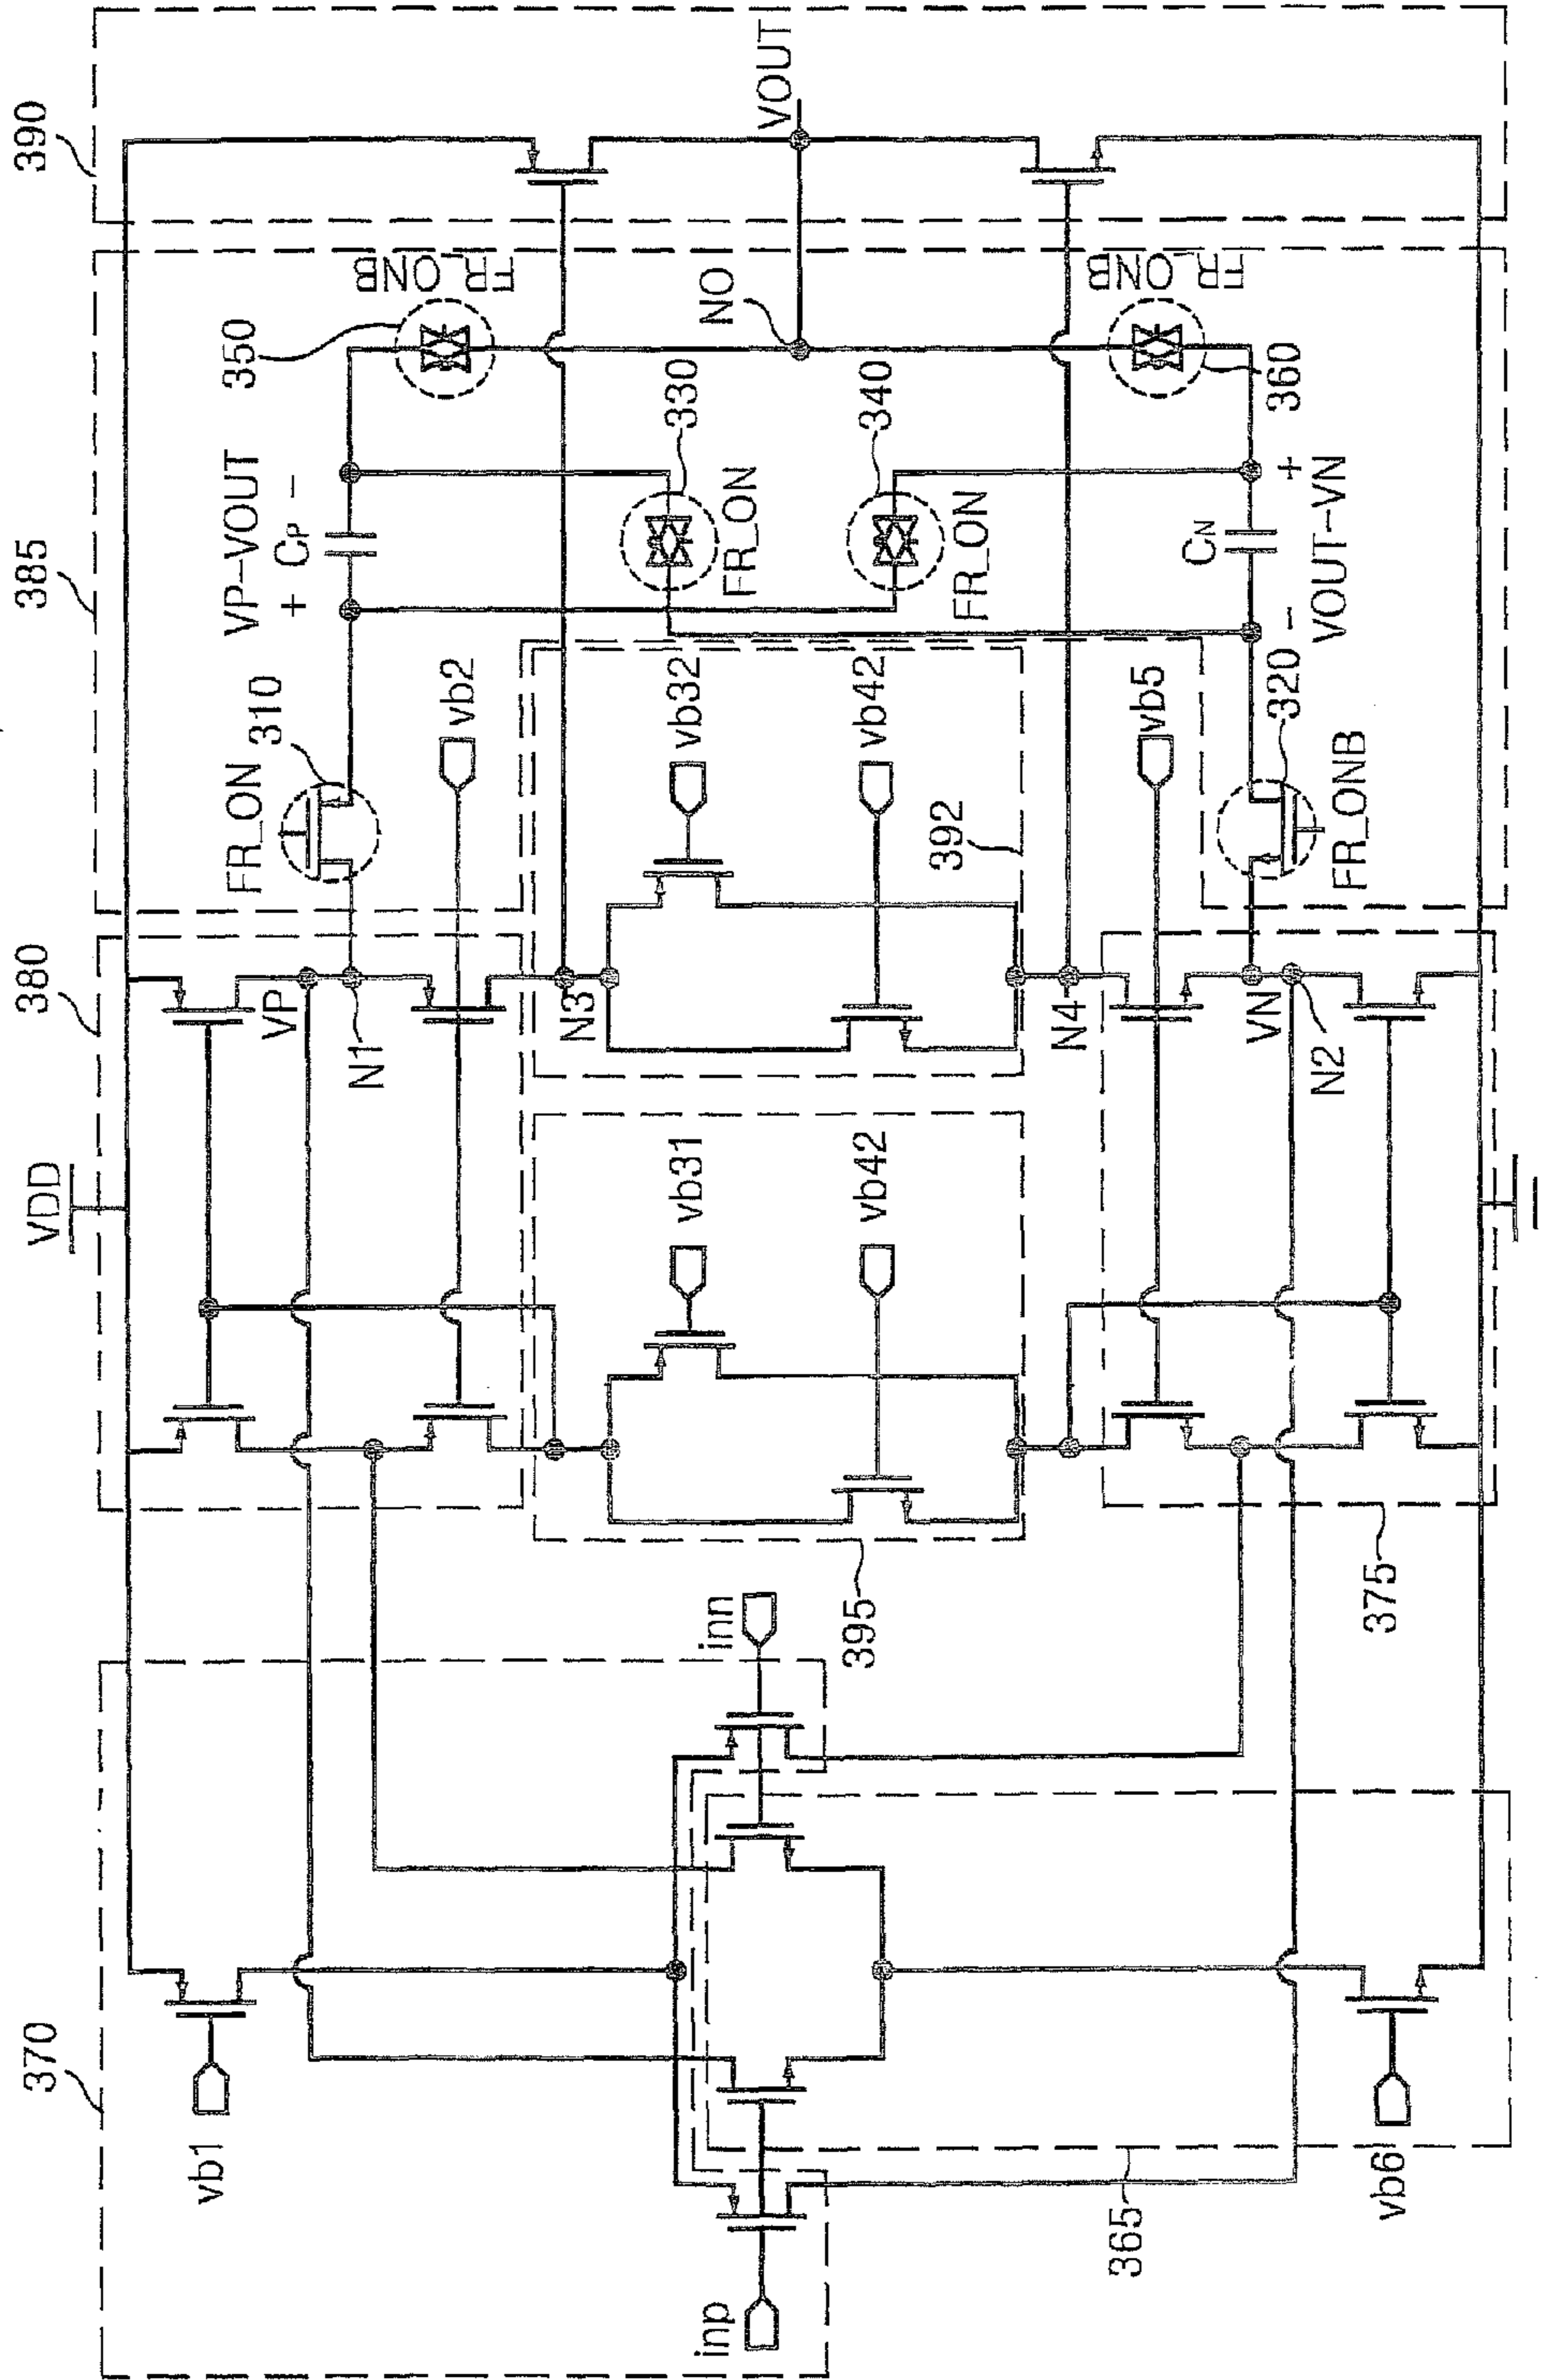 370
vb1
inp
inn
365
vb6
VDD
380
VP
N1
vb2
N3
vb31
vb32
vb42
vb42
395
392
N4
vb5
VN
N2
375
385
FR_ON
310
VP-VOUT
+ CP -
350
FR_ONB
330
FR_ON
NO
340
FR_ON
CN
- +
VOUT-VN
320
FR_ONB
360
FR_ONB
390
VOUT